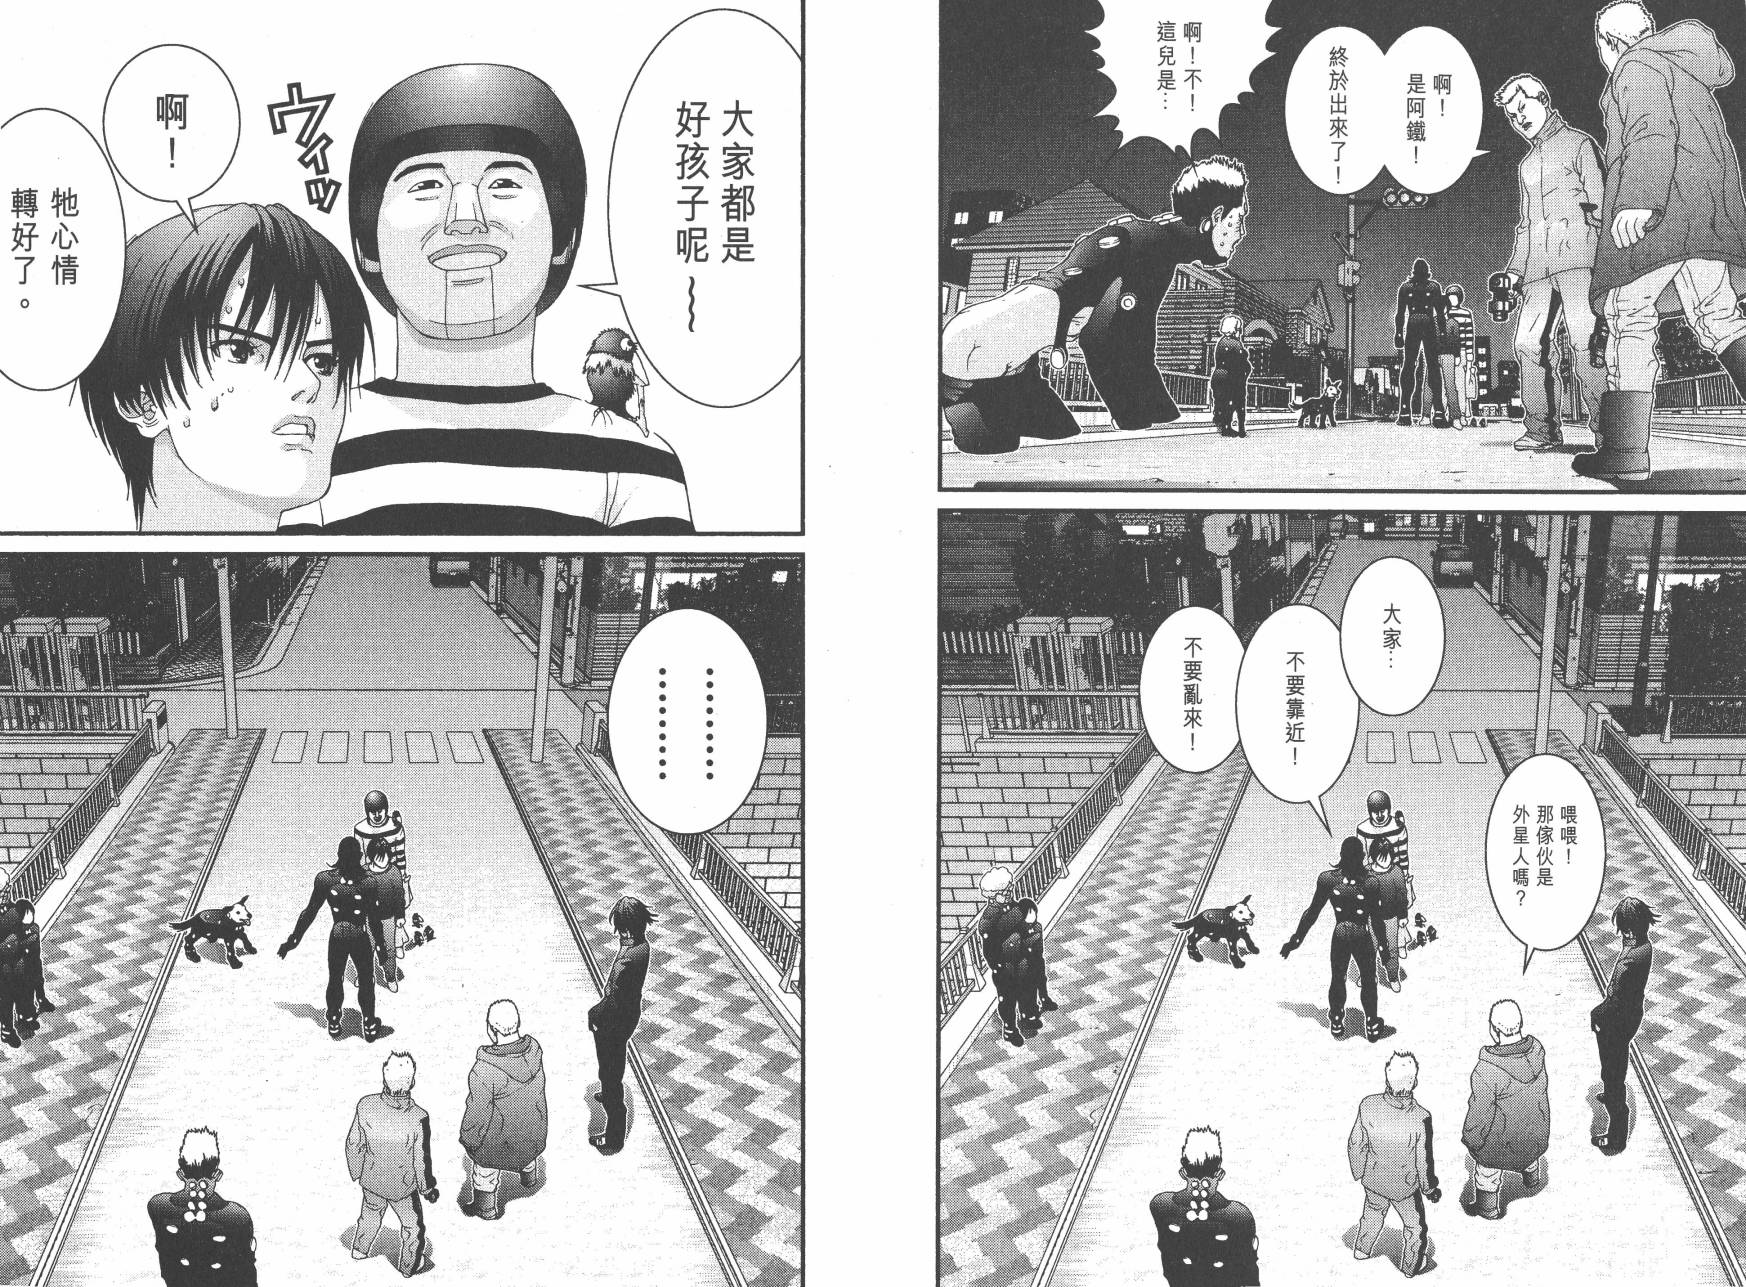 啊！
是阿鐵！
終於出來了！
啊！不！
這兒是…
大家…
不要靠近！
不要亂來！
喂喂！
那傢伙是
外星人嗎？
大家都是
好孩子呢～～
ウィッ
啊！
牠心情
轉好了。
………
………